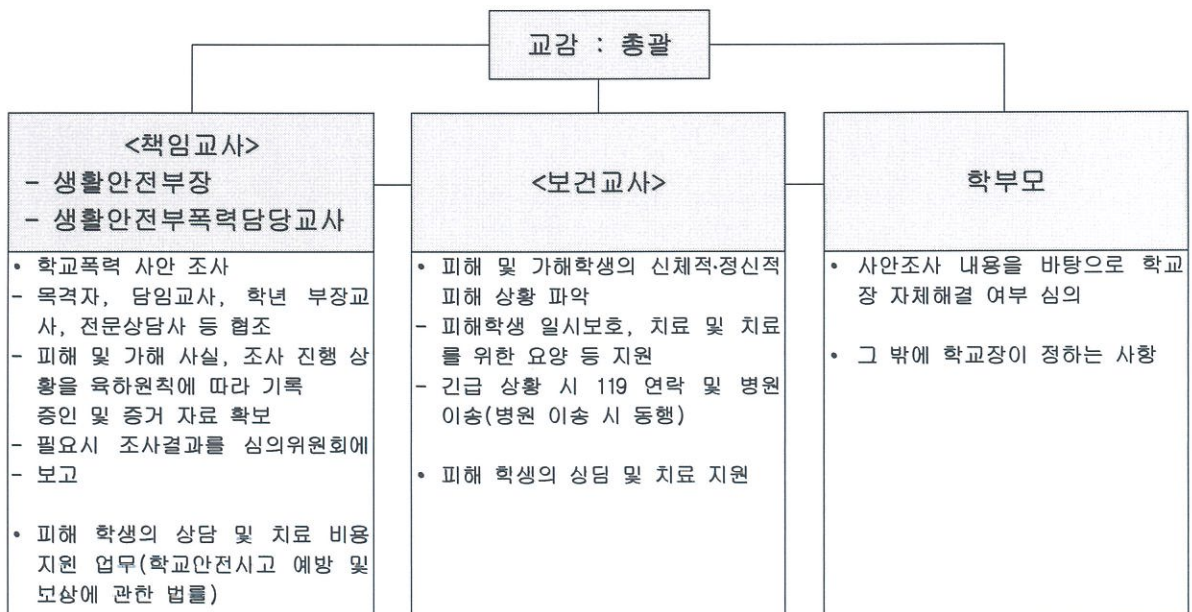 교감 : 총괄
<책임교사>
- 생활안전부장
- 생활안전부폭력담당교사
• 학교폭력 사안 조사
- 목격자, 담임교사, 학년 부장교
사, 전문상담사 등 협조
- 피해 및 가해 사실, 조사 진행 상
황을 육하원칙에 따라 기록
증인 및 증거 자료 확보
- 필요시 조사결과를 심의위원회에
- 보고
• 피해 학생의 상담 및 치료 비용
지원 업무(학교안전사고 예방 및
보상에 관한 법률)
<보건교사>
• 피해 및 가해학생의 신체적·정신적
피해 상황 파악
- 피해학생 일시보호, 치료 및 치료
를 위한 요양 등 지원
- 긴급 상황 시 119 연락 및 병원
이송(병원 이송 시 동행)
• 피해 학생의 상담 및 치료 지원
학부모
• 사안조사 내용을 바탕으로 학교
장 자체해결 여부 심의
• 그 밖에 학교장이 정하는 사항